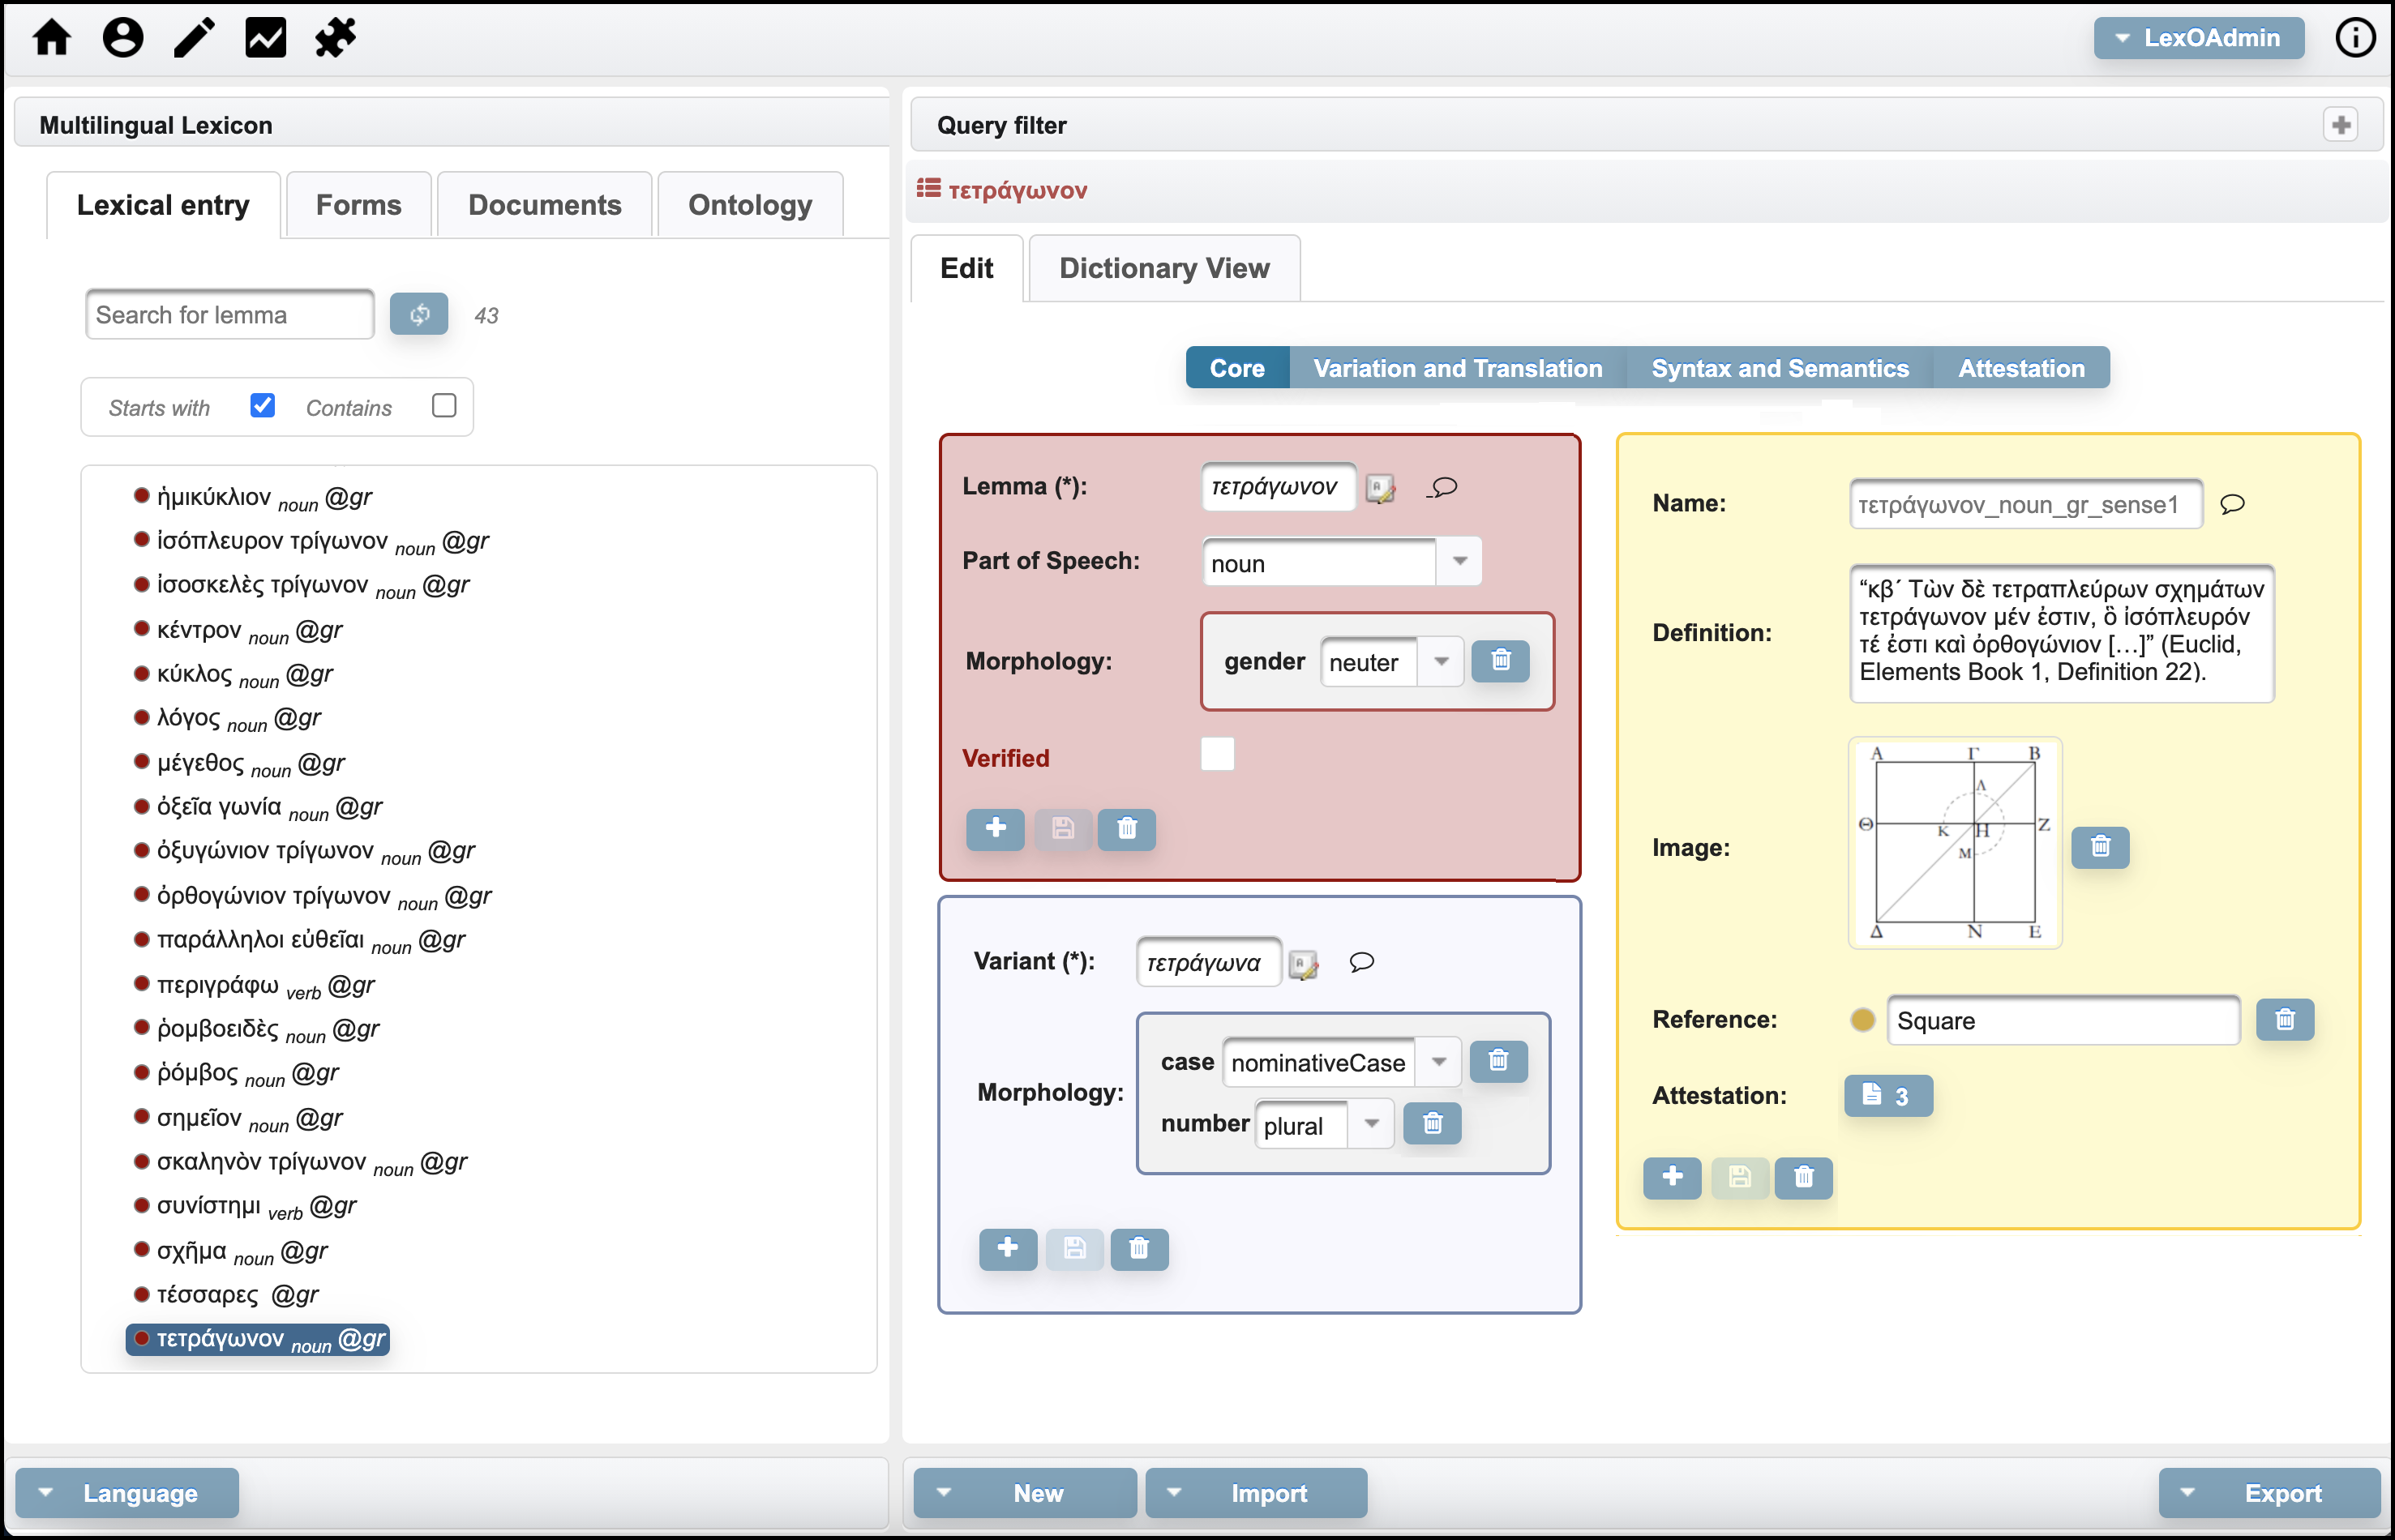 LexOAdmin
Multilingual Lexicon
Lexical entry
Forms
Documents
Ontology
Search for lemma
43
Starts with
Contains
ἡμικύκλιον noun @gr
ἰσόπλευρον τρίγωνον noun @gr
ἰσοσκελὲς τρίγωνον noun @gr
κέντρον noun @gr
κύκλος noun @gr
λόγος noun @gr
μέγεθος noun @gr
ὀξεῖα γωνία noun @gr
ὀξυγώνιον τρίγωνον noun @gr
ὀρθογώνιον τρίγωνον noun @gr
παράλληλοι εὐθεῖαι noun @gr
περιγράφω verb @gr
ῥομβοειδὲς noun @gr
ῥόμβος noun @gr
σημεῖον noun @gr
σκαληνὸν τρίγωνον noun @gr
συνίστημι verb @gr
σχῆμα noun @gr
τέσσαρες @gr
τετράγωνον noun @gr
Language
Query filter
τετράγωνον
Edit
Dictionary View
Core
Variation and Translation
Syntax and Semantics
Attestation
Lemma (*):
τετράγωνον
Part of Speech:
noun
Morphology:
gender
neuter
Verified
Variant (*):
τετράγωνα
Morphology:
case
nominativeCase
number
plural
Name:
τετράγωνον_noun_gr_sense1
Definition:
“κβ΄ Τὼν δὲ τετραπλεύρων σχημάτων
τετράγωνον μέν ἐστιν, ὃ ἰσόπλευρόν
τέ ἐστι καὶ ὀρθογώνιον […]” (Euclid,
Elements Book 1, Definition 22).
Image:
Α Γ Β
Λ
Θ Κ Η Ζ
Μ
Δ Ν Ε
Reference:
Square
Attestation:
3
New
Import
Export